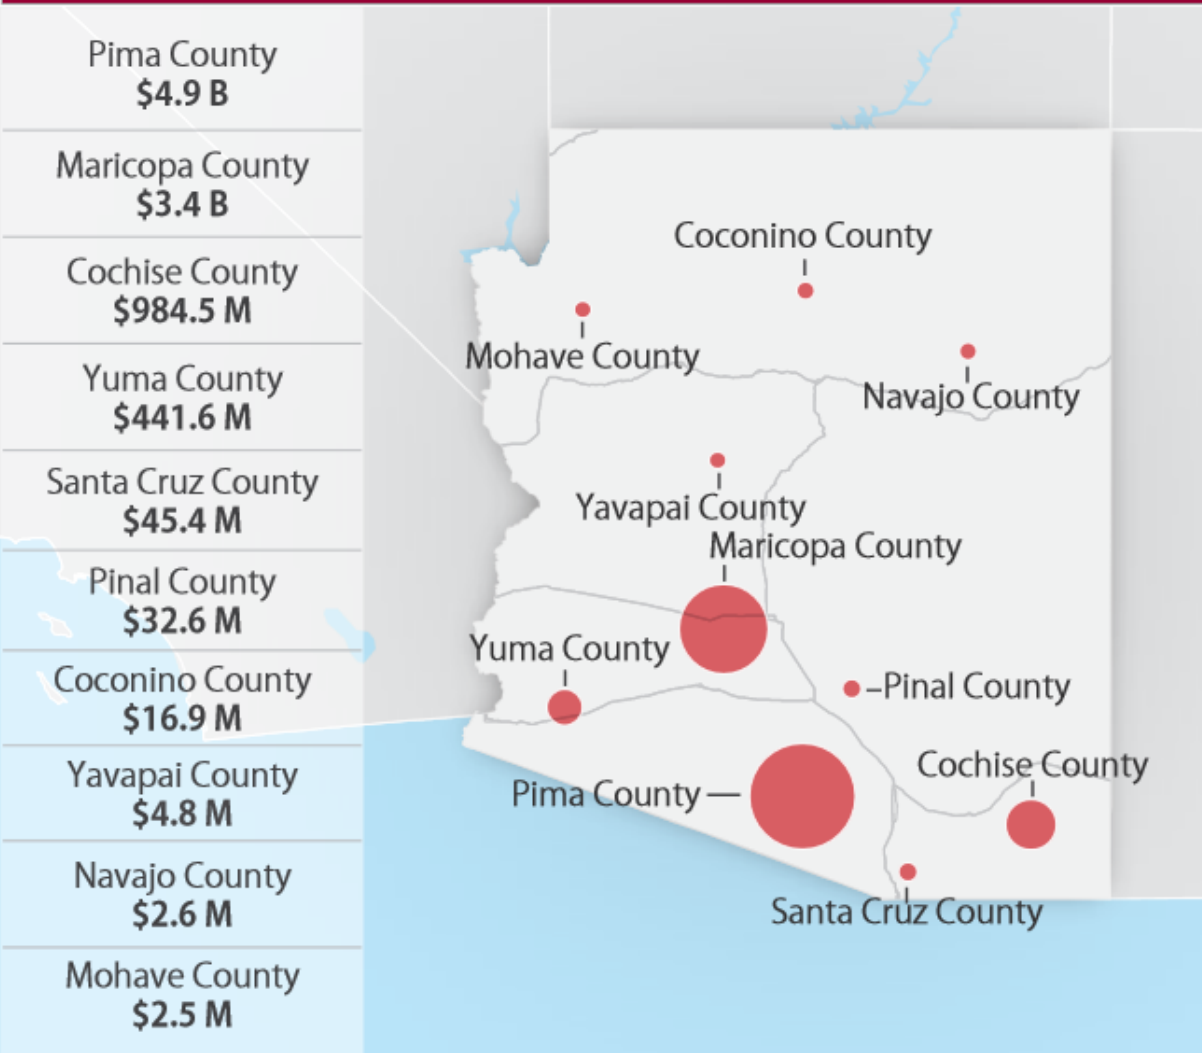 Pima County
$4.9 B
Maricopa County
$3.4 B
Cochise County
$984.5 M
Yuma County
$441.6 M
Santa Cruz County
$45.4 M
Pinal County
$32.6 M
Coconino County
$16.9 M
Yavapai County
$4.8 M
Navajo County
$2.6 M
Mohave County
$2.5 M
Coconino County
Mohave County
Navajo County
Yavapai County
Maricopa County
Yuma County
Pinal County
Cochise County
Pima County
Santa Cruz County